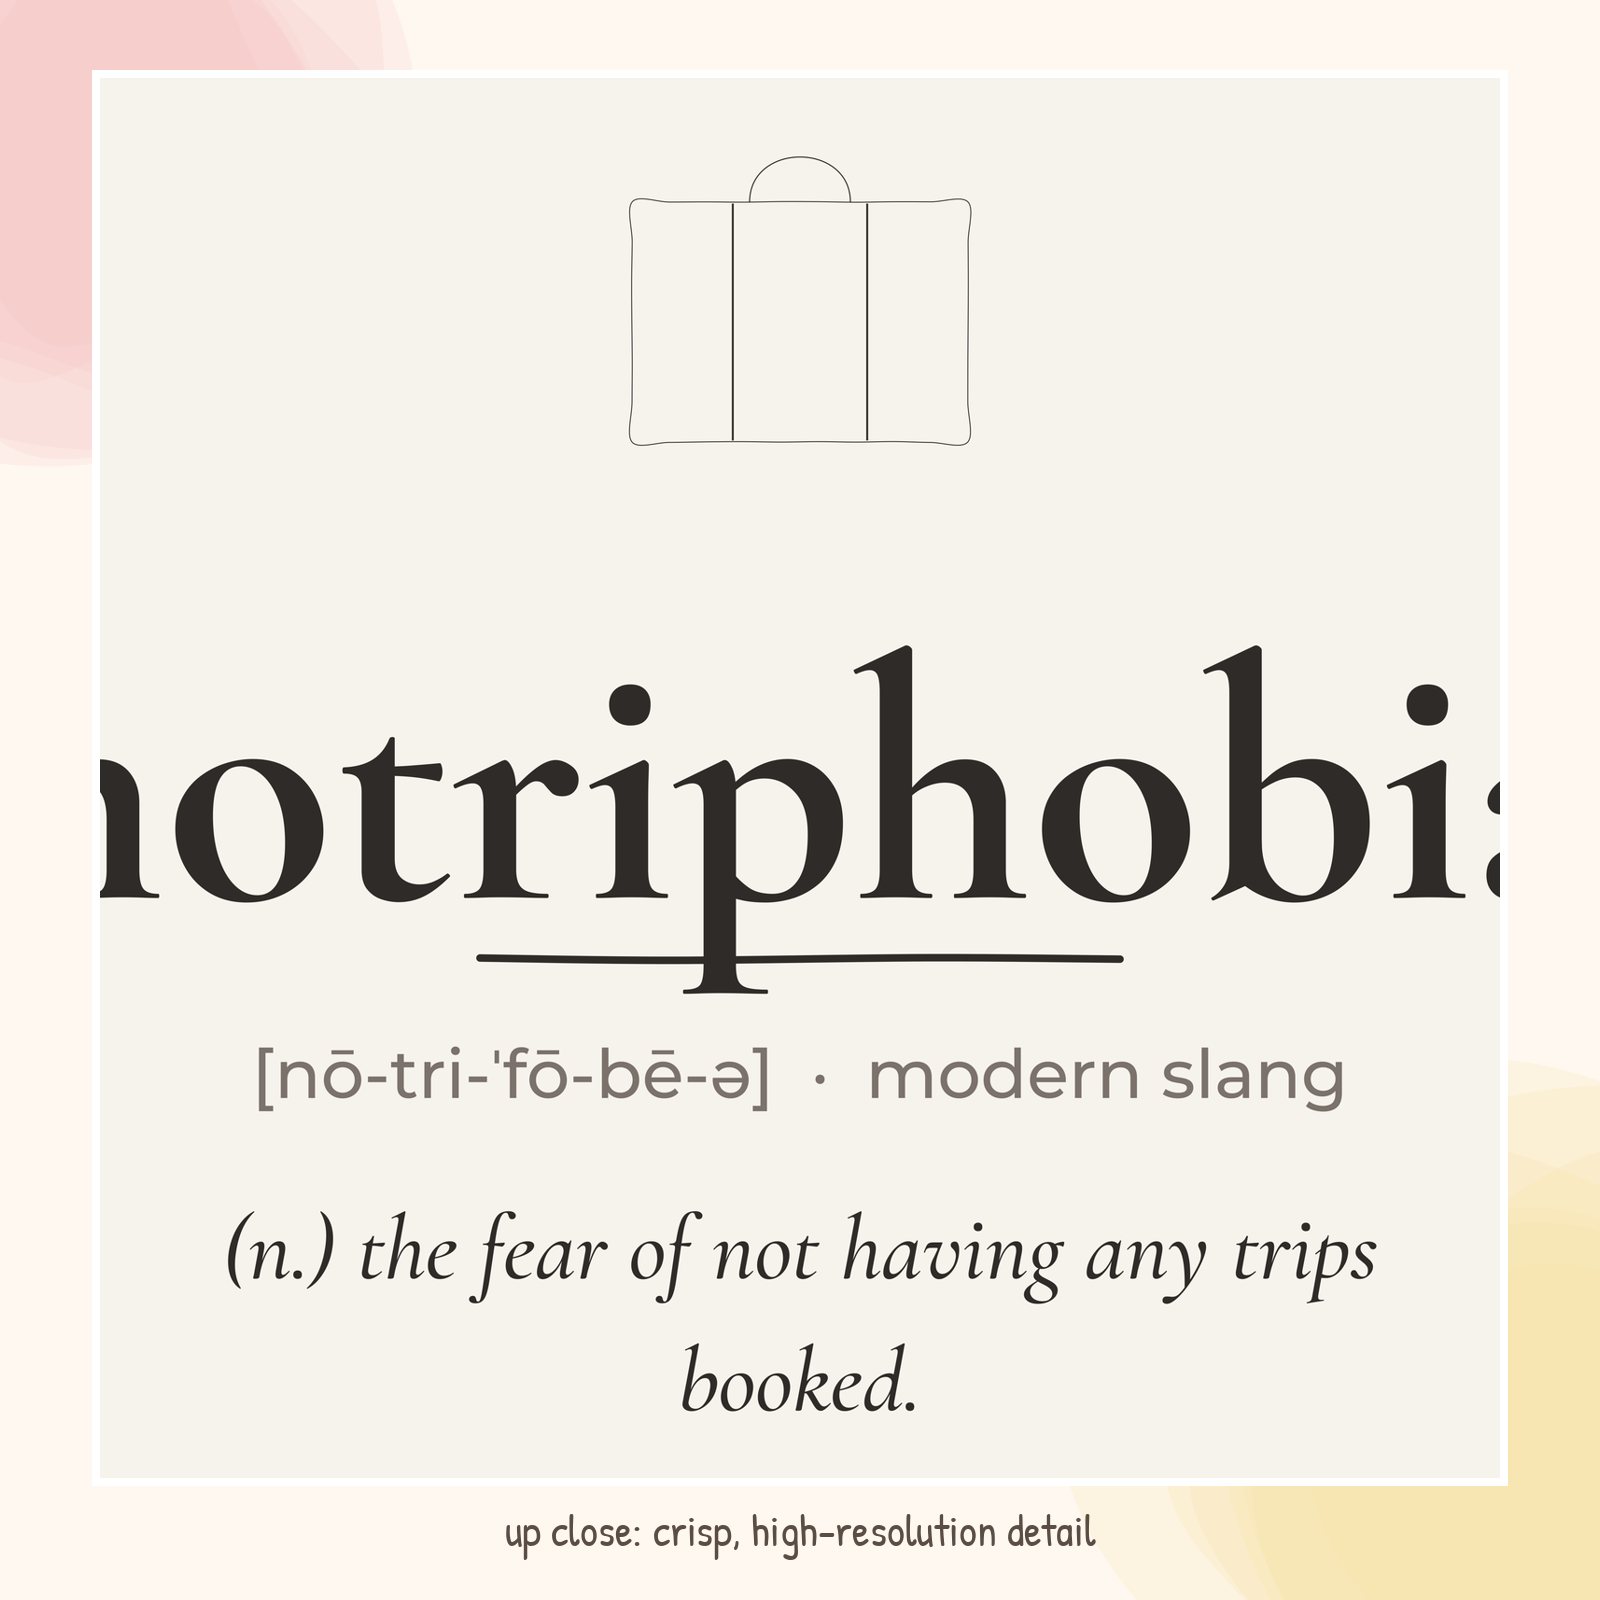 notriphobia
[nō-tri-ˈfō-bē-ə] · modern slang
(n.) the fear of not having any trips
booked.
up close: crisp, high-resolution detail